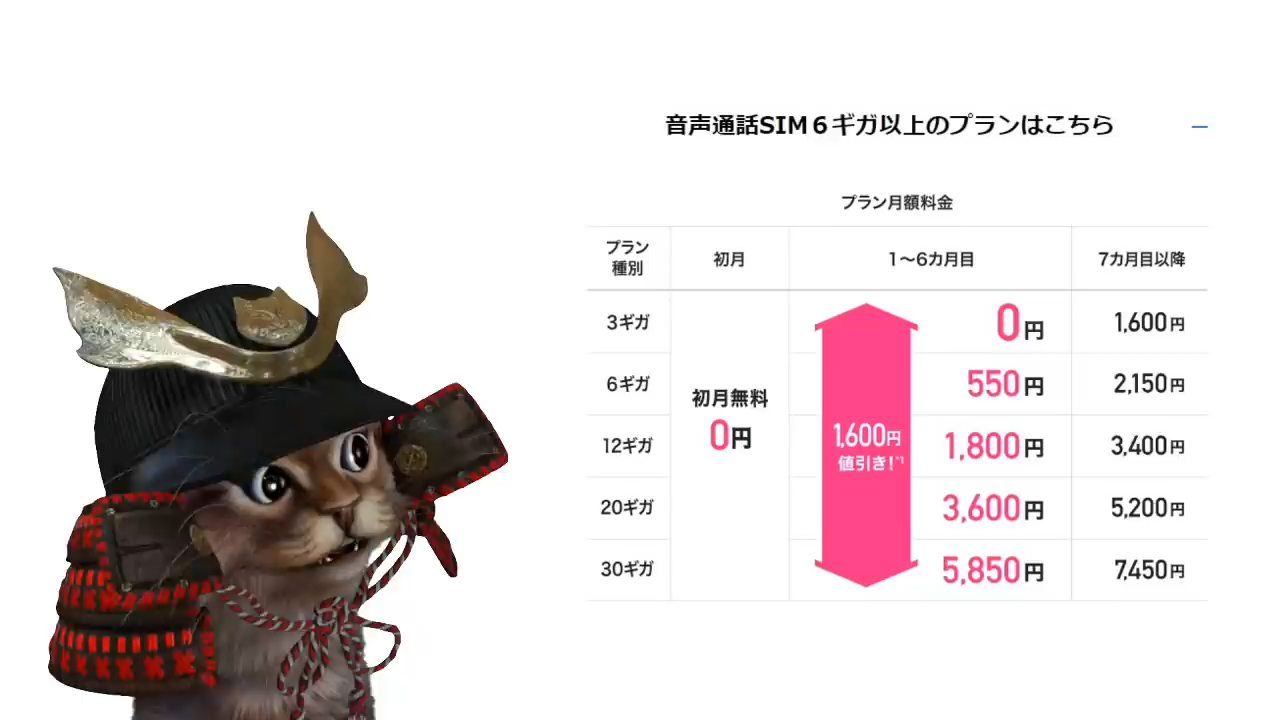 音声通話SIM６ギガ以上のプランはこちら
プラン月額料金
プラン
種別
初月
1～6カ月目
7カ月目以降
3ギガ
0円
1,600円
6ギガ
550円
2,150円
初月無料
0円
12ギガ
1,600円
値引き!*1
1,800円
3,400円
20ギガ
3,600円
5,200円
30ギガ
5,850円
7,450円